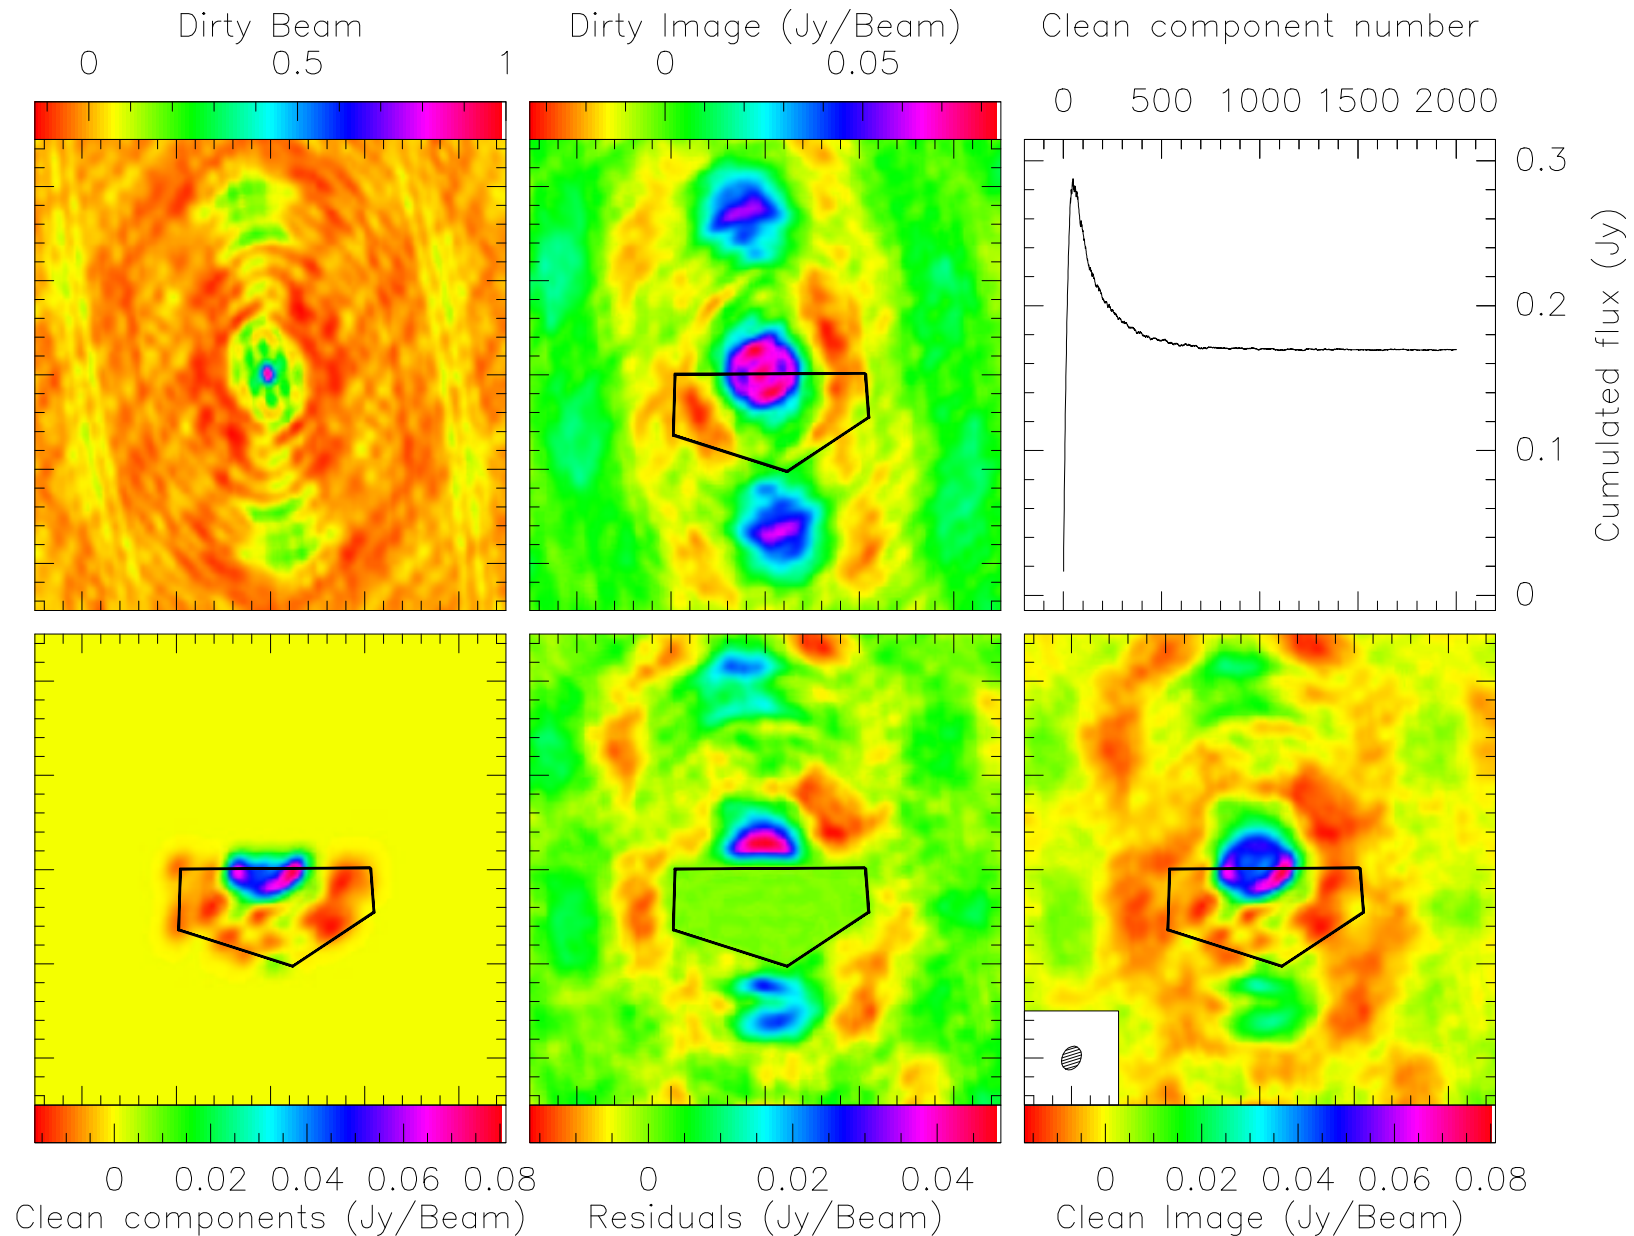 Dirty Beam
0 0.5 1
Dirty Image (Jy/Beam)
0 0.05
Clean component number
0 500 1000 1500 2000
0.3
0.2
0.1
0
Cumulated flux (Jy)
0 0.02 0.04 0.06 0.08
Clean components (Jy/Beam)
0 0.02 0.04
Residuals (Jy/Beam)
0 0.02 0.04 0.06 0.08
Clean Image (Jy/Beam)